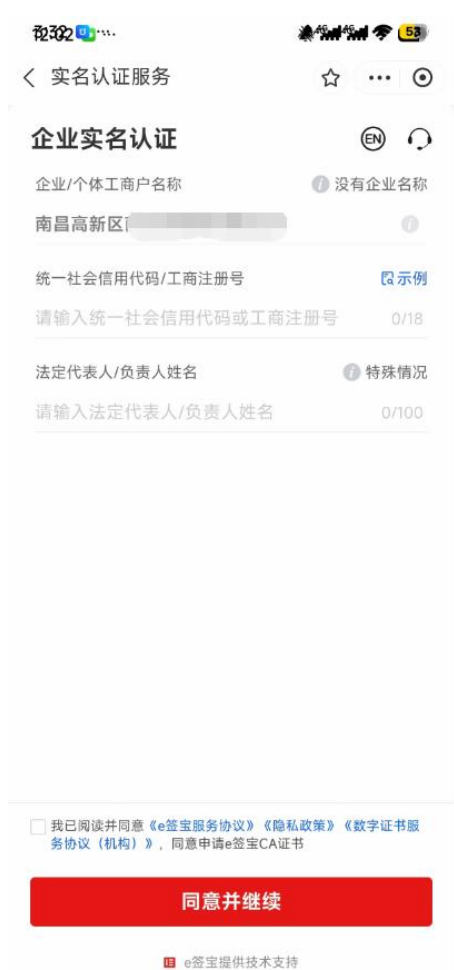 53
实名认证服务
企业实名认证
EN
企业/个体工商户名称
没有企业名称
南昌高新区
统一社会信用代码/工商注册号
示例
请输入统一社会信用代码或工商注册号
0/18
法定代表人/负责人姓名
特殊情况
请输入法定代表人/负责人姓名
0/100
我已阅读并同意《e签宝服务协议》《隐私政策》《数字证书服
务协议（机构）》，同意申请e签宝CA证书
同意并继续
e签宝提供技术支持